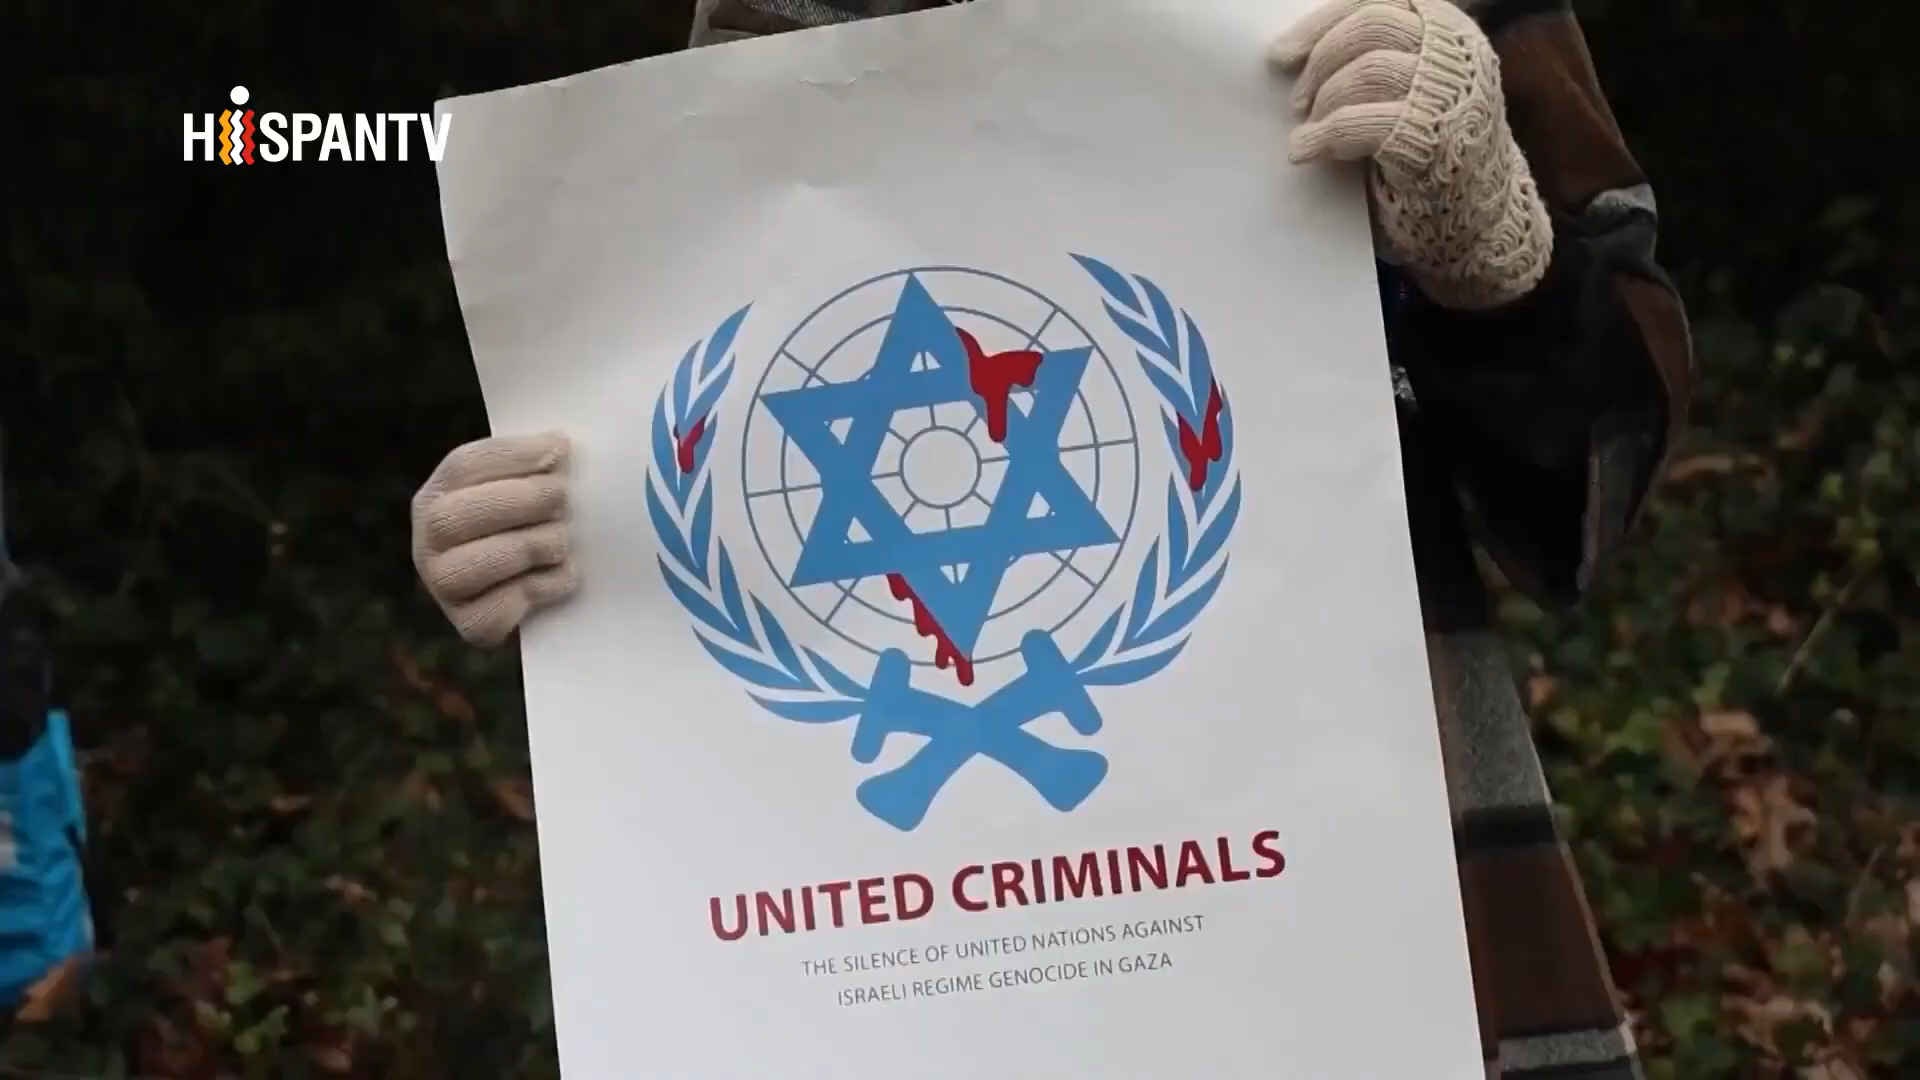 HISPANTV
UNITED CRIMINALS
THE SILENCE OF UNITED NATIONS AGAINST
ISRAELI REGIME GENOCIDE IN GAZA